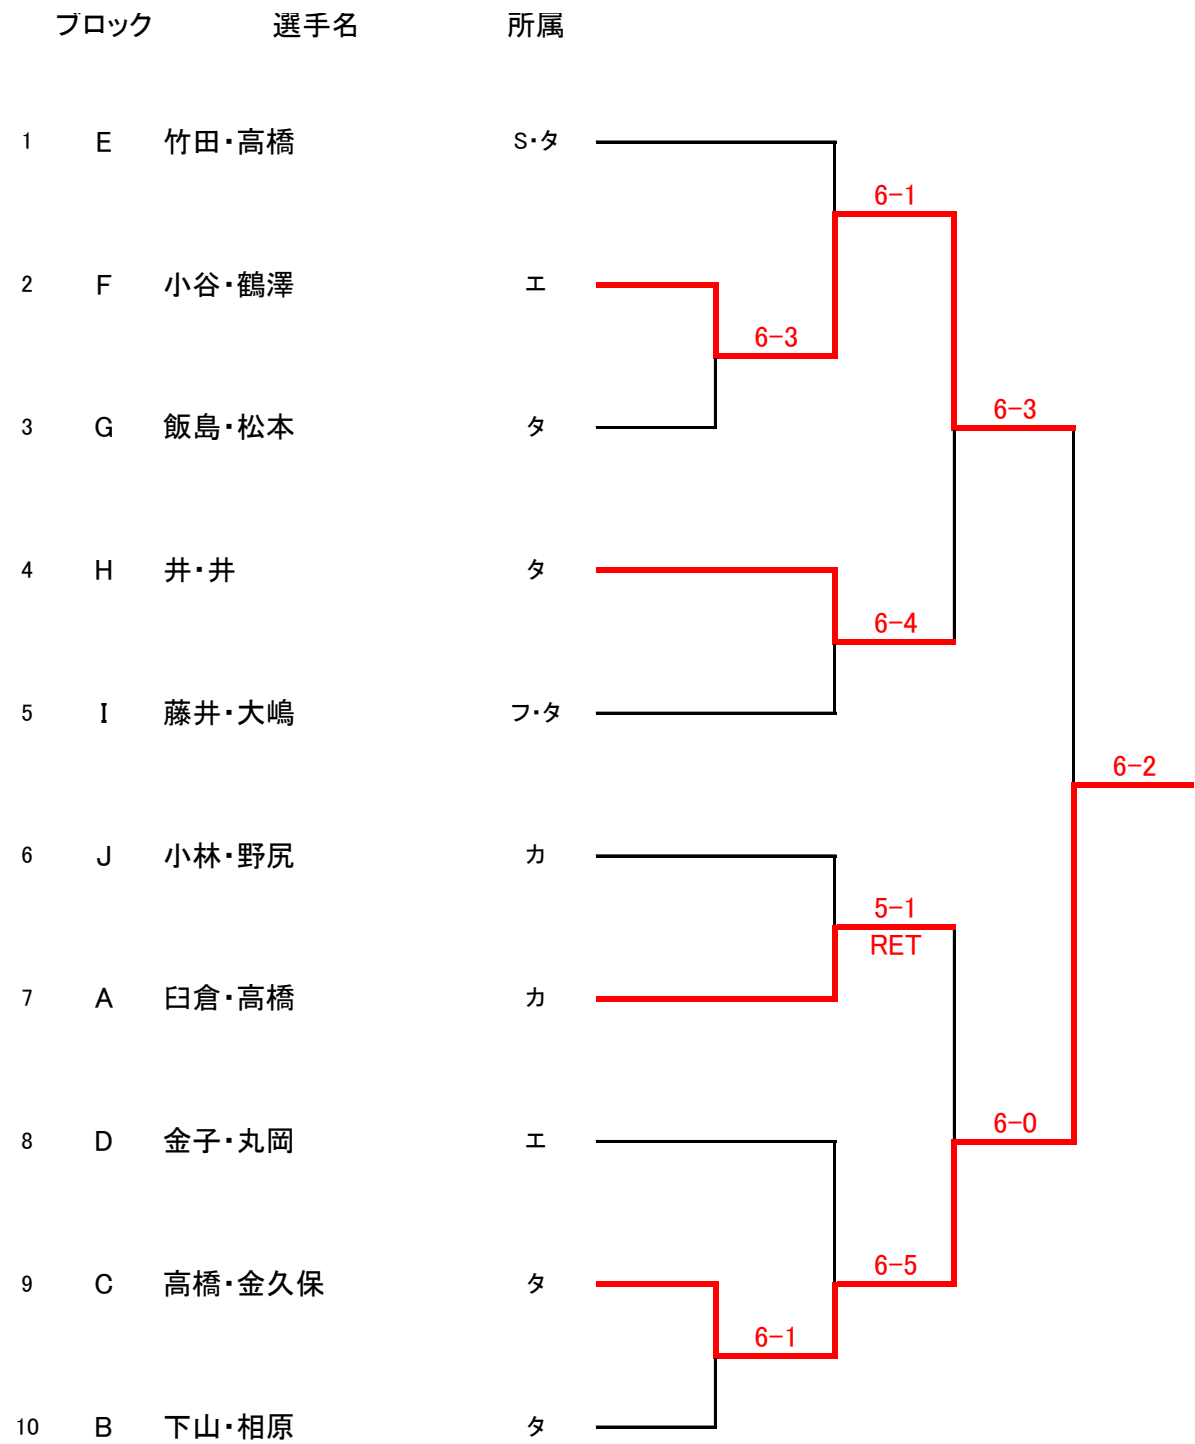 ブロック 選手名 所属
1 E 竹田・高橋 S・タ
6-1
2 F 小谷・鶴澤 エ
6-3
6-3
3 G 飯島・松本 タ
4 H 井・井 タ
6-4
5 I 藤井・大嶋 フ・タ
6-2
6 J 小林・野尻 カ
5-1
RET
7 A 臼倉・高橋 カ
6-0
8 D 金子・丸岡 エ
6-5
9 C 高橋・金久保 タ
6-1
10 B 下山・相原 タ